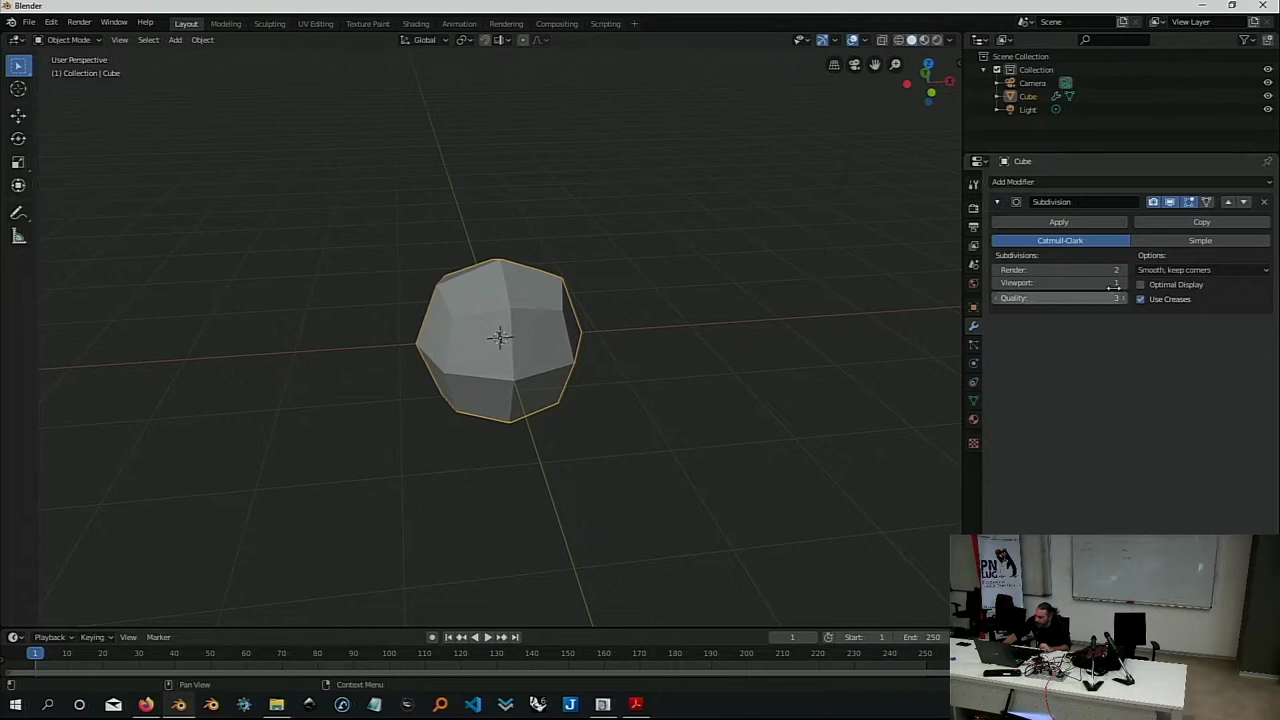 Blender
File Edit Render Window Help
Layout Modeling Sculpting UV Editing Texture Paint Shading Animation Rendering Compositing Scripting +
Scene
View Layer
Object Mode View Select Add Object
Global
User Perspective
(1) Collection | Cube
Scene Collection
Collection
Camera
Cube
Light
Cube
Add Modifier
Subdivision
Apply Copy
Catmull-Clark Simple
Subdivisions: Options:
Render: 2 Smooth, keep corners
Viewport: 1 Optimal Display
Quality: 3 Use Creases
PN
LUG
Playback Keying View Marker
1 Start: 1 End: 250
1 10 20 30 40 50 60 70 80 90 100 110 120 130 140 150 160 170 180 190 200 210 220 230 240 250
Pan View Context Menu